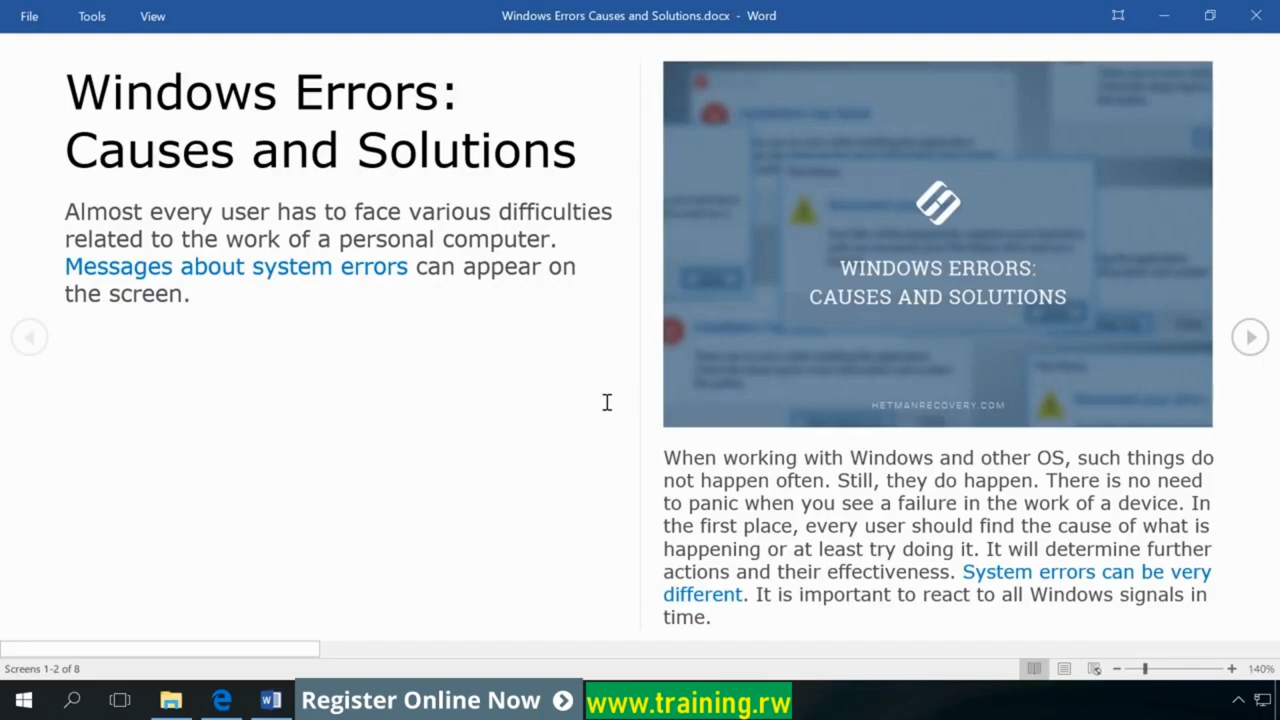 File Tools View Windows Errors Causes and Solutions.docx - Word
Windows Errors:
Causes and Solutions
Almost every user has to face various difficulties
related to the work of a personal computer.
Messages about system errors can appear on
the screen.
WINDOWS ERRORS:
CAUSES AND SOLUTIONS
HETMANRECOVERY.COM
When working with Windows and other OS, such things do
not happen often. Still, they do happen. There is no need
to panic when you see a failure in the work of a device. In
the first place, every user should find the cause of what is
happening or at least try doing it. It will determine further
actions and their effectiveness. System errors can be very
different. It is important to react to all Windows signals in
time.
Screens 1-2 of 8
140%
Register Online Now
www.training.rw